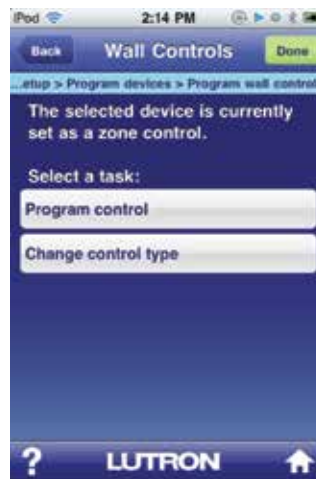 iPod 2:14 PM
Back Wall Controls Done
...etup > Program devices > Program wall control
The selected device is currently
set as a zone control.
Select a task:
Program control
Change control type
? LUTRON